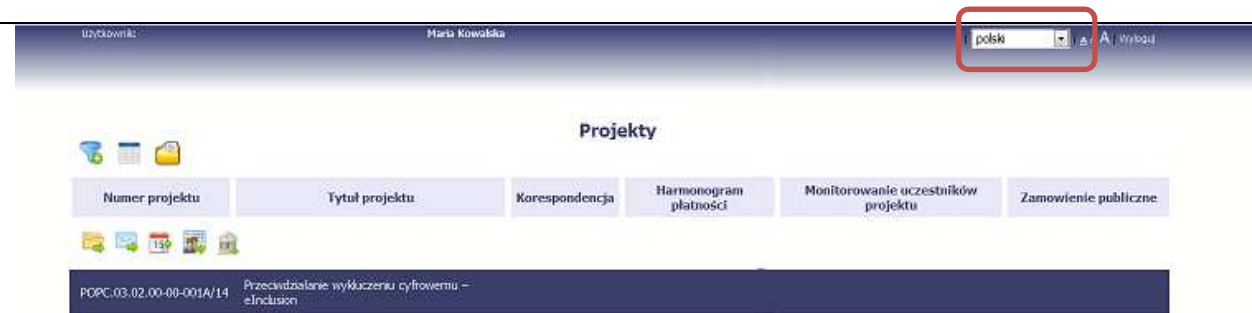 Użytkownik: Maria Kowalska | polski | A A A | Wyloguj
Projekty
Numer projektu Tytuł projektu Korespondencja Harmonogram płatności Monitorowanie uczestników projektu Zamowienie publiczne
15
POPC.03.02.00-00-001A/14 Przeciwdziałanie wykluczeniu cyfrowemu –
eInclusion